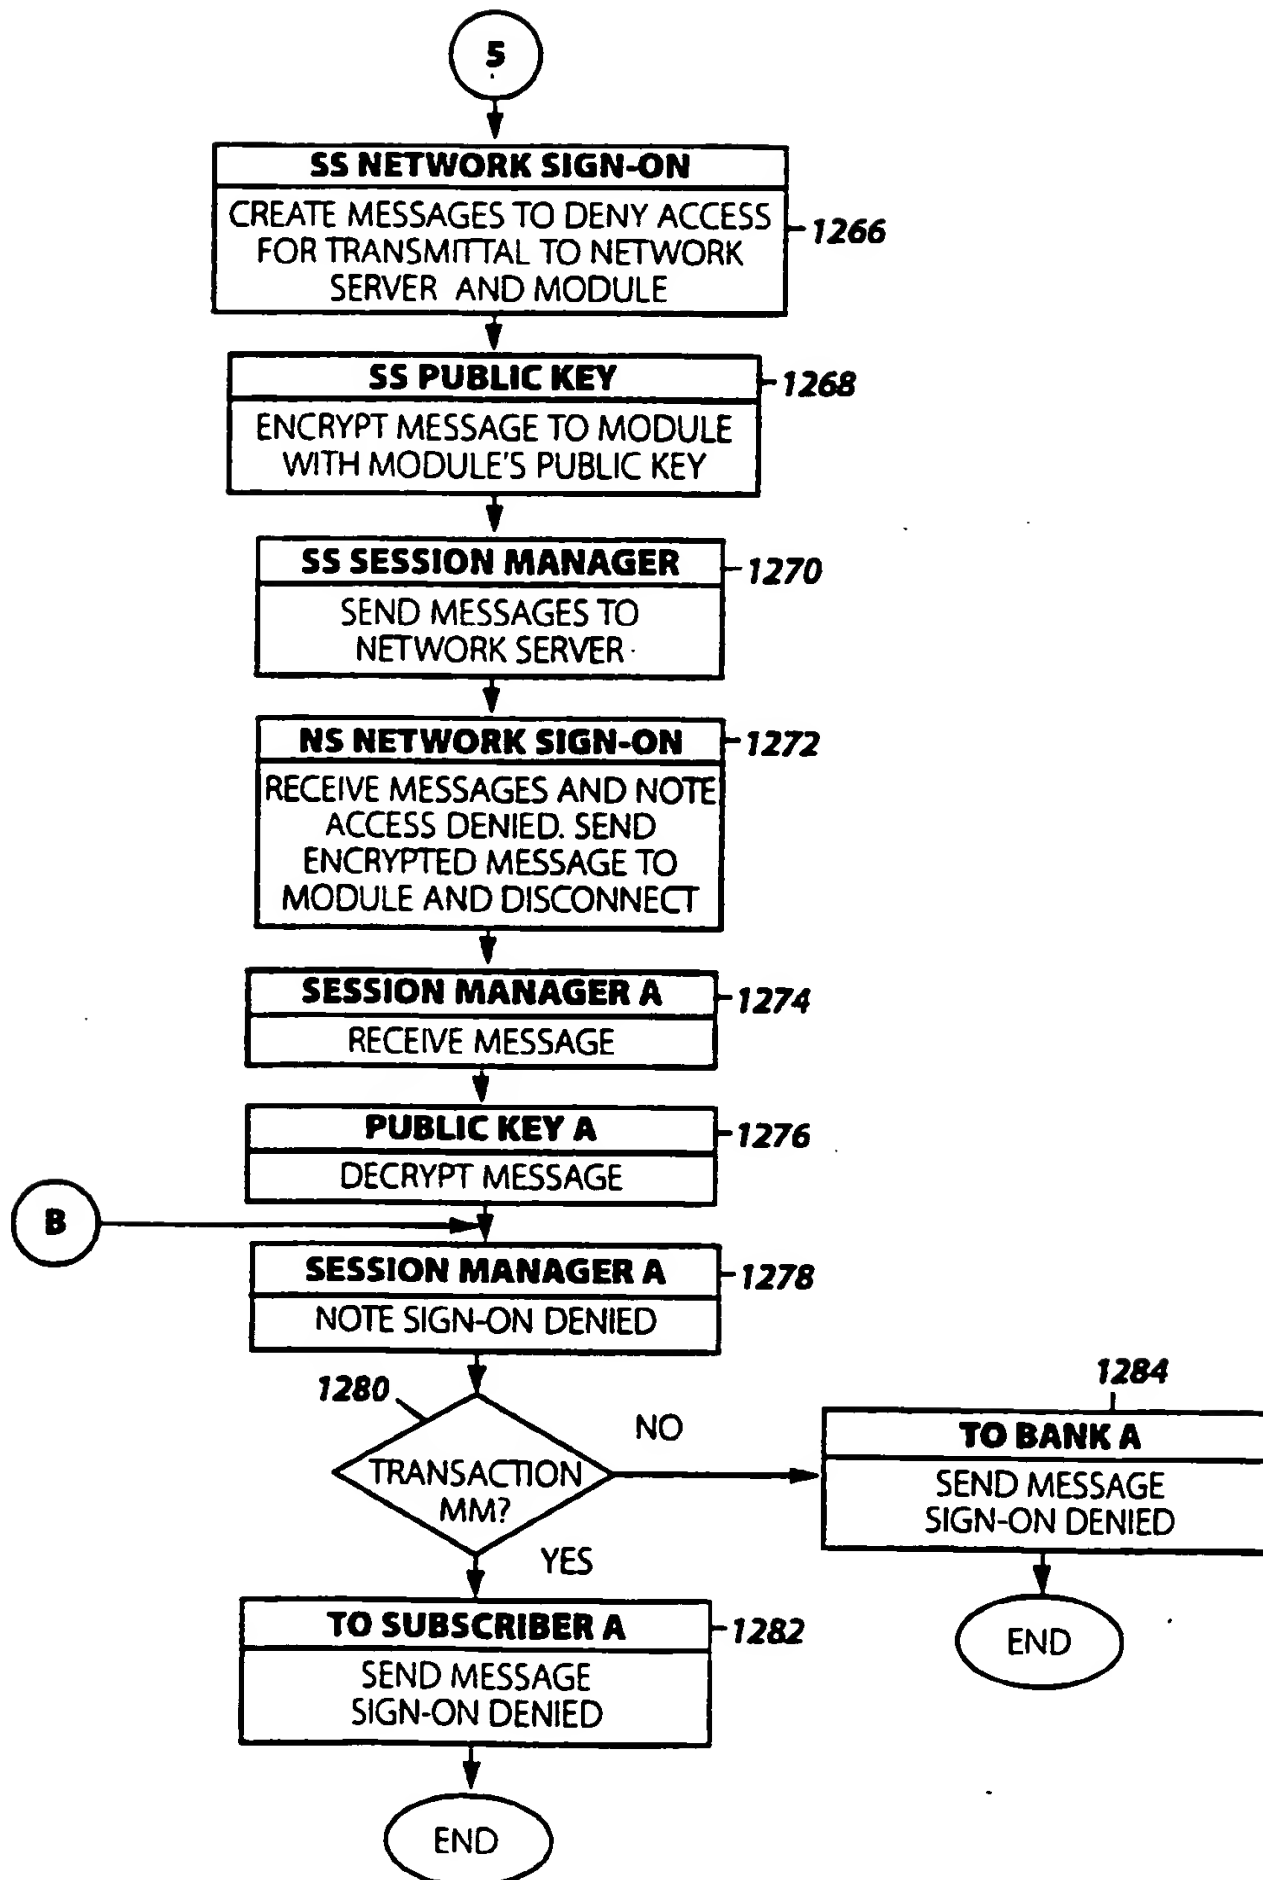 5
SS NETWORK SIGN-ON
CREATE MESSAGES TO DENY ACCESS
FOR TRANSMITTAL TO NETWORK
SERVER AND MODULE
1266
SS PUBLIC KEY
1268
ENCRYPT MESSAGE TO MODULE
WITH MODULE'S PUBLIC KEY
SS SESSION MANAGER
1270
SEND MESSAGES TO
NETWORK SERVER
NS NETWORK SIGN-ON
1272
RECEIVE MESSAGES AND NOTE
ACCESS DENIED. SEND
ENCRYPTED MESSAGE TO
MODULE AND DISCONNECT
SESSION MANAGER A
1274
RECEIVE MESSAGE
PUBLIC KEY A
1276
DECRYPT MESSAGE
B
SESSION MANAGER A
1278
NOTE SIGN-ON DENIED
1280
TRANSACTION
MM?
NO
1284
TO BANK A
SEND MESSAGE
SIGN-ON DENIED
END
YES
TO SUBSCRIBER A
1282
SEND MESSAGE
SIGN-ON DENIED
END